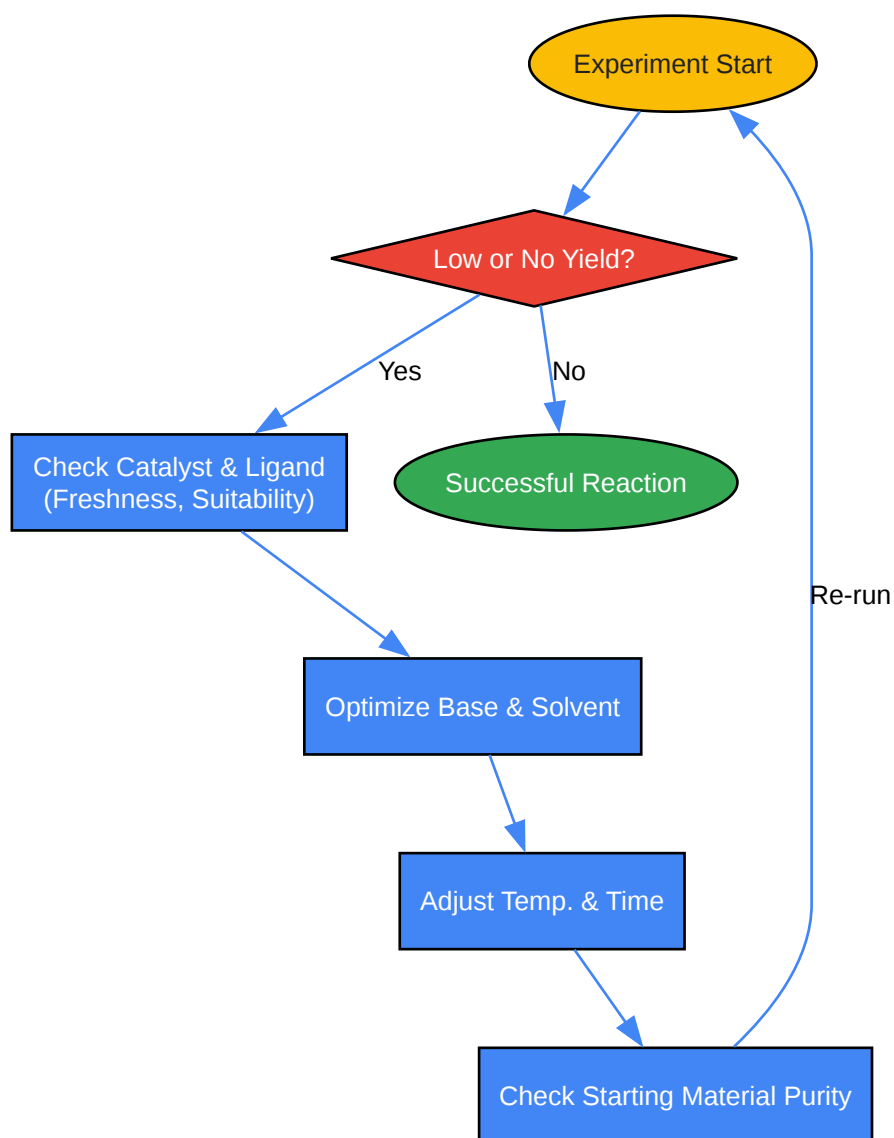 Experiment Start
Low or No Yield?
Yes
No
Check Catalyst & Ligand
(Freshness, Suitability)
Successful Reaction
Re-run
Optimize Base & Solvent
Adjust Temp. & Time
Check Starting Material Purity